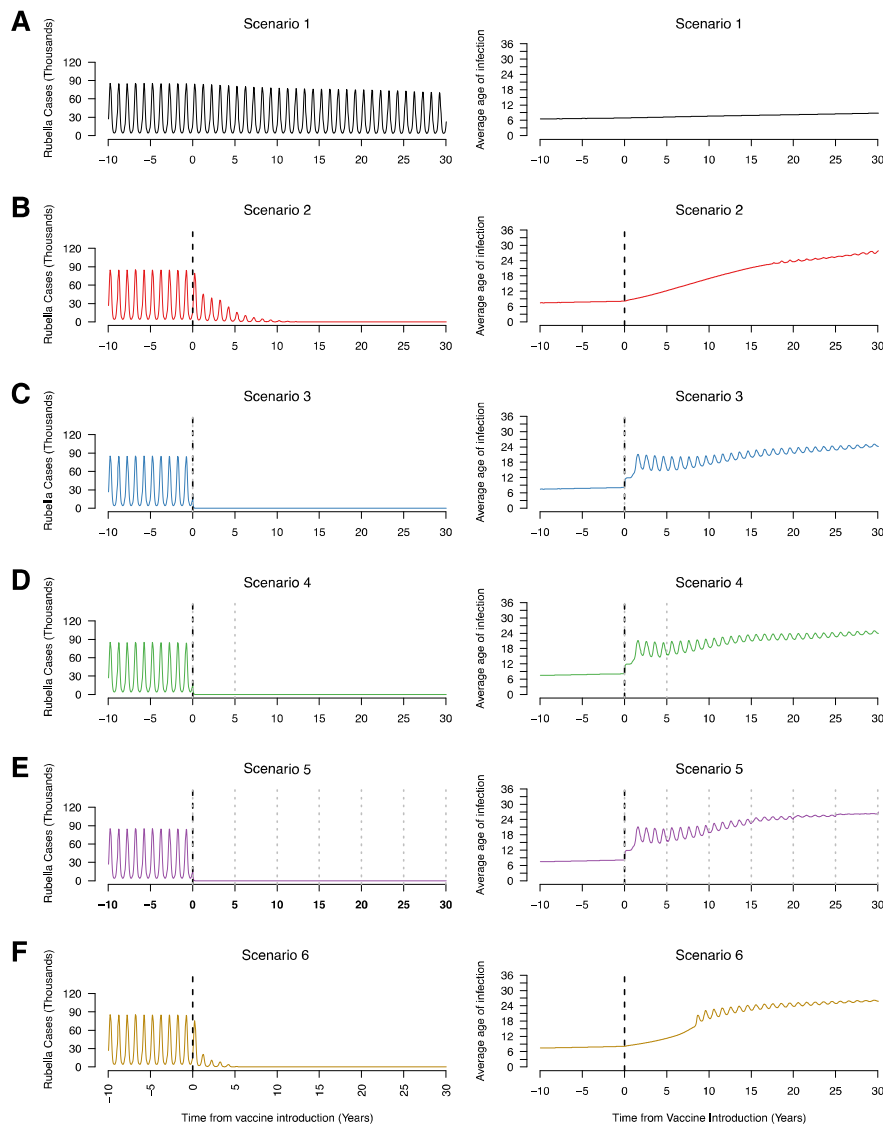 A
Scenario 1
Scenario 1
Rubella Cases (Thousands)
120
90
60
30
0
−10 −5 0 5 10 15 20 25 30
Average age of infection
36
30
24
18
12
6
0
−10 −5 0 5 10 15 20 25 30
B
Scenario 2
Scenario 2
Rubella Cases (Thousands)
120
90
60
30
0
−10 −5 0 5 10 15 20 25 30
Average age of infection
36
30
24
18
12
6
0
−10 −5 0 5 10 15 20 25 30
C
Scenario 3
Scenario 3
Rubella Cases (Thousands)
120
90
60
30
0
−10 −5 0 5 10 15 20 25 30
Average age of infection
36
30
24
18
12
6
0
−10 −5 0 5 10 15 20 25 30
D
Scenario 4
Scenario 4
Rubella Cases (Thousands)
120
90
60
30
0
−10 −5 0 5 10 15 20 25 30
Average age of infection
36
30
24
18
12
6
0
−10 −5 0 5 10 15 20 25 30
E
Scenario 5
Scenario 5
Rubella Cases (Thousands)
120
90
60
30
0
−10 −5 0 5 10 15 20 25 30
Average age of infection
36
30
24
18
12
6
0
−10 −5 0 5 10 15 20 25 30
F
Scenario 6
Scenario 6
Rubella Cases (Thousands)
120
90
60
30
0
−10 −5 0 5 10 15 20 25 30
Time from vaccine introduction (Years)
Average age of infection
36
30
24
18
12
6
0
−10 −5 0 5 10 15 20 25 30
Time from Vaccine Introduction (Years)